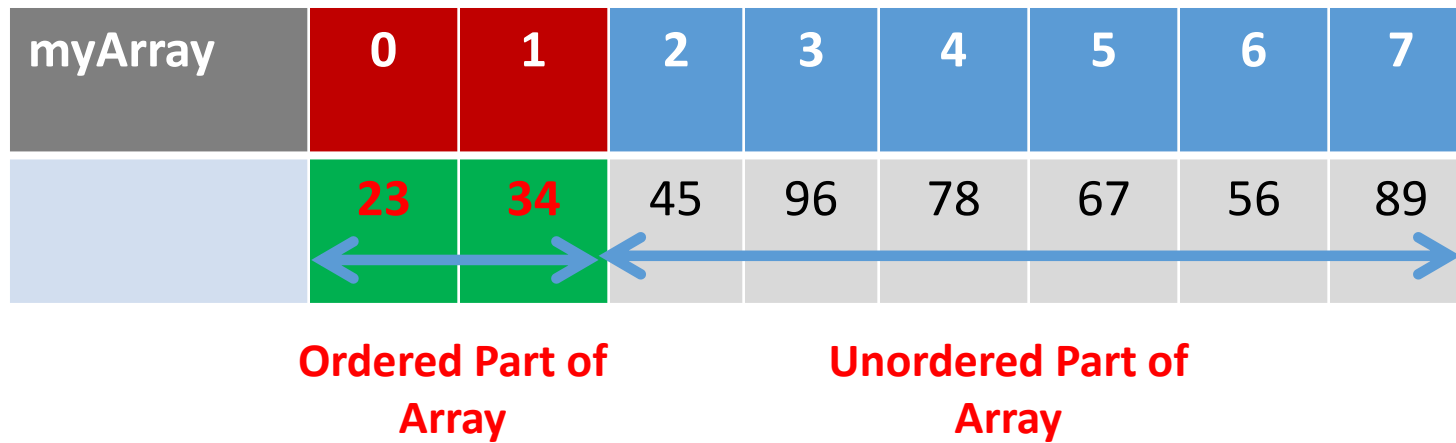 myArray 0 1 2 3 4 5 6 7
23 34 45 96 78 67 56 89
Ordered Part of Unordered Part of
Array Array